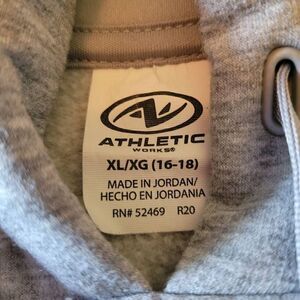 ATHLETIC
WORKS®
XL/XG (16-18)
MADE IN JORDAN/
HECHO EN JORDANIA
RN# 52469 R20